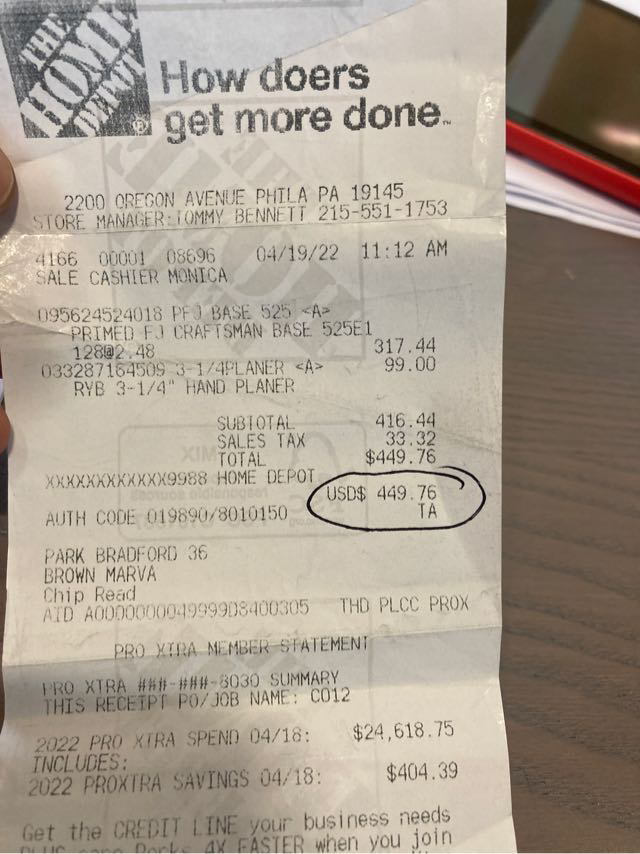 THE
HOME
DEPOT
How doers
get more done.™
2200 OREGON AVENUE PHILA PA 19145
STORE MANAGER:TOMMY BENNETT 215-551-1753
4166 00001 08696 04/19/22 11:12 AM
SALE CASHIER MONICA
095624524018 PFJ BASE 525 <A>
PRIMED FJ CRAFTSMAN BASE 525E1
128@2.48 317.44
033287164509 3-1/4PLANER <A> 99.00
RYB 3-1/4" HAND PLANER
SUBTOTAL 416.44
SALES TAX 33.32
TOTAL $449.76
XXXXXXXXXXXX9988 HOME DEPOT
USD$ 449.76
AUTH CODE 019890/8010150 TA
PARK BRADFORD 36
BROWN MARVA
Chip Read
AID A0000000049999D8400305 THD PLCC PROX
PRO XTRA MEMBER STATEMENT
PRO XTRA ###-###-8030 SUMMARY
THIS RECEIPT PO/JOB NAME: CO12
2022 PRO XTRA SPEND 04/18: $24,618.75
INCLUDES:
2022 PROXTRA SAVINGS 04/18: $404.39
Get the CREDIT LINE your business needs
PLUS earn Perks 4X FASTER when you join